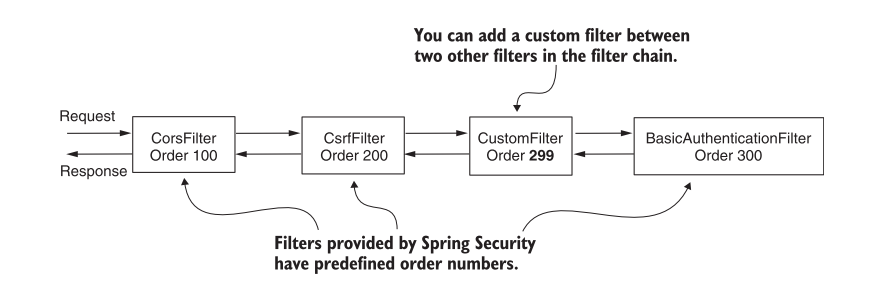 You can add a custom filter between
two other filters in the filter chain.
Request
Response
CorsFilter
Order 100
CsrfFilter
Order 200
CustomFilter
Order 299
BasicAuthenticationFilter
Order 300
Filters provided by Spring Security
have predefined order numbers.